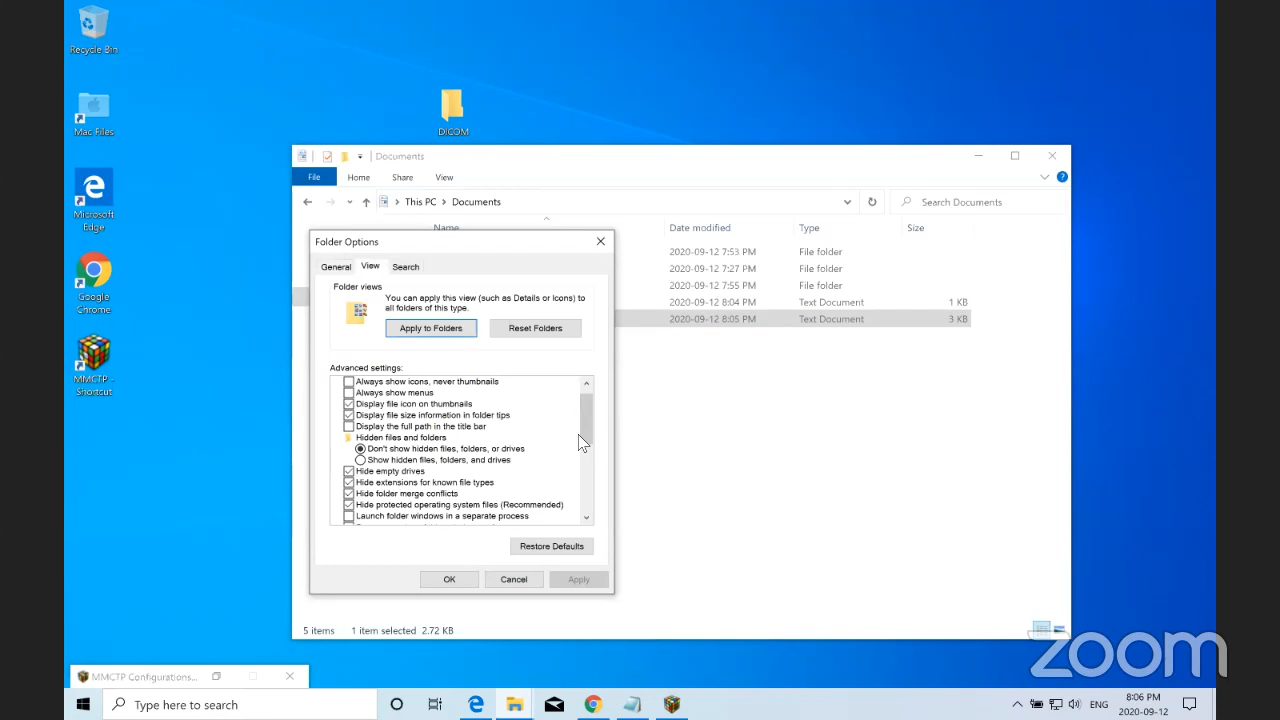 Recycle Bin
Mac Files
DICOM
Microsoft
Edge
Google
Chrome
MMCTP -
Shortcut
Documents
File Home Share View
This PC > Documents
Search Documents
Name Date modified Type Size
2020-09-12 7:53 PM File folder
2020-09-12 7:27 PM File folder
2020-09-12 7:55 PM File folder
2020-09-12 8:04 PM Text Document 1 KB
2020-09-12 8:05 PM Text Document 3 KB
Folder Options
General View Search
Folder views
You can apply this view (such as Details or Icons) to
all folders of this type.
Apply to Folders Reset Folders
Advanced settings:
Always show icons, never thumbnails
Always show menus
Display file icon on thumbnails
Display file size information in folder tips
Display the full path in the title bar
Hidden files and folders
Don't show hidden files, folders, or drives
Show hidden files, folders, and drives
Hide empty drives
Hide extensions for known file types
Hide folder merge conflicts
Hide protected operating system files (Recommended)
Launch folder windows in a separate process
Restore Defaults
OK Cancel Apply
5 items 1 item selected 2.72 KB
zoom
MMCTP Configurations...
Type here to search
ENG
8:06 PM
2020-09-12